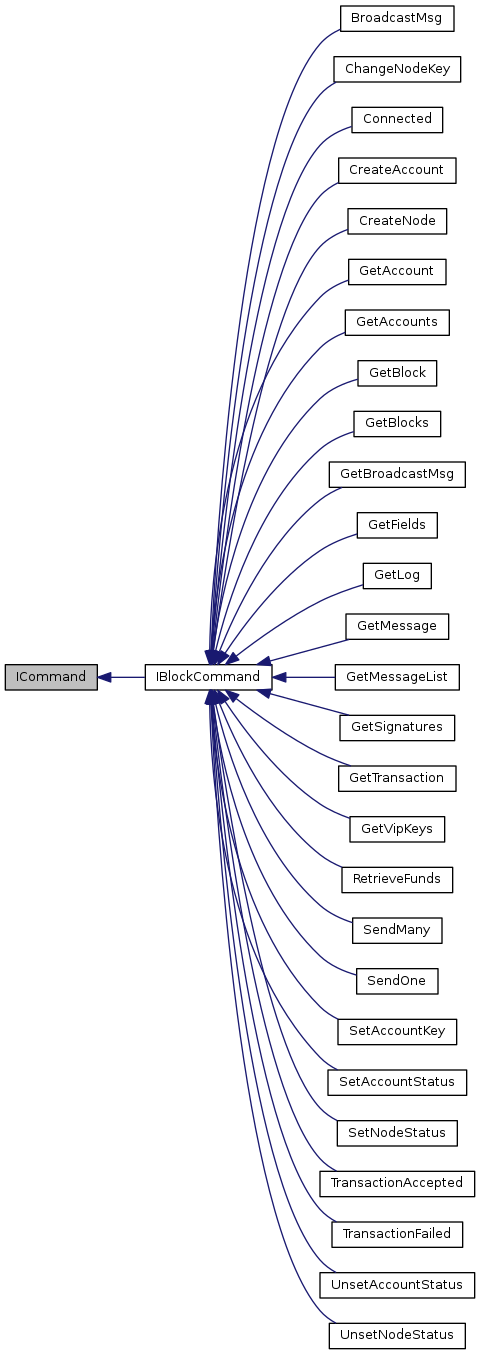 BroadcastMsg
ChangeNodeKey
Connected
CreateAccount
CreateNode
GetAccount
GetAccounts
GetBlock
GetBlocks
GetBroadcastMsg
GetFields
GetLog
GetMessage
ICommand
IBlockCommand
GetMessageList
GetSignatures
GetTransaction
GetVipKeys
RetrieveFunds
SendMany
SendOne
SetAccountKey
SetAccountStatus
SetNodeStatus
TransactionAccepted
TransactionFailed
UnsetAccountStatus
UnsetNodeStatus